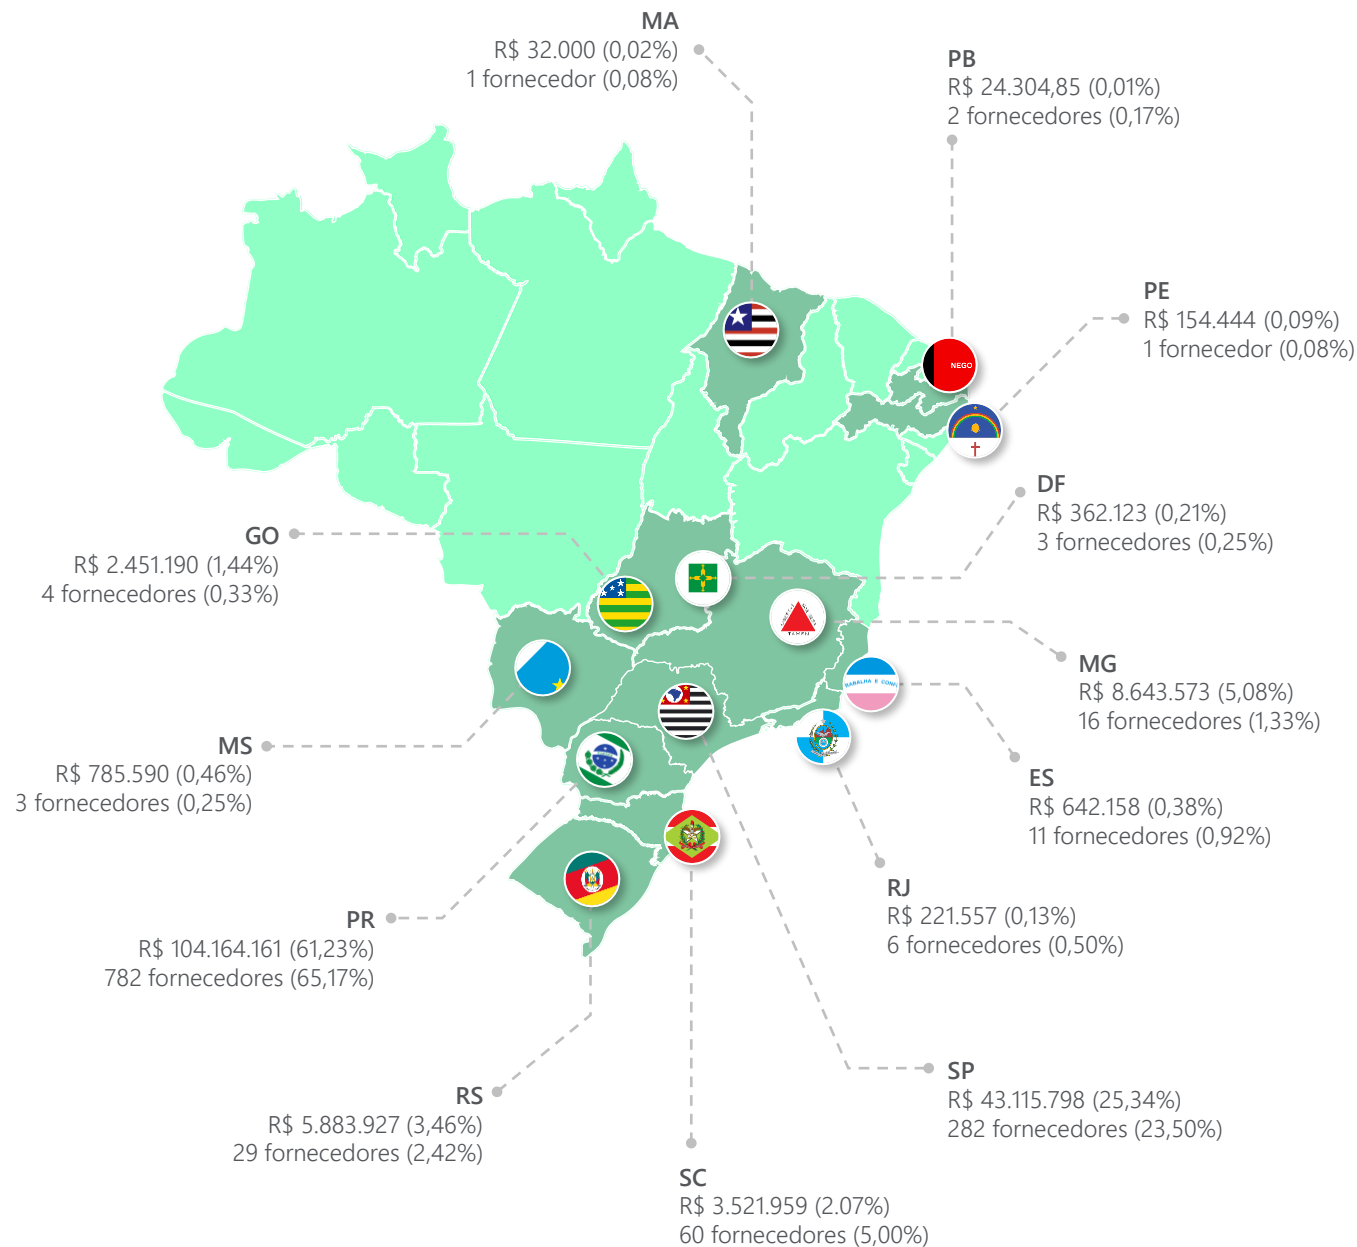 MA
R$ 32.000 (0,02%)
1 fornecedor (0,08%)
PB
R$ 24.304,85 (0,01%)
2 fornecedores (0,17%)
PE
R$ 154.444 (0,09%)
1 fornecedor (0,08%)
NEGO
DF
R$ 362.123 (0,21%)
3 fornecedores (0,25%)
GO
R$ 2.451.190 (1,44%)
4 fornecedores (0,33%)
MG
R$ 8.643.573 (5,08%)
16 fornecedores (1,33%)
MS
R$ 785.590 (0,46%)
3 fornecedores (0,25%)
ES
R$ 642.158 (0,38%)
11 fornecedores (0,92%)
RJ
R$ 221.557 (0,13%)
6 fornecedores (0,50%)
PR
R$ 104.164.161 (61,23%)
782 fornecedores (65,17%)
SP
R$ 43.115.798 (25,34%)
282 fornecedores (23,50%)
RS
R$ 5.883.927 (3,46%)
29 fornecedores (2,42%)
SC
R$ 3.521.959 (2.07%)
60 fornecedores (5,00%)